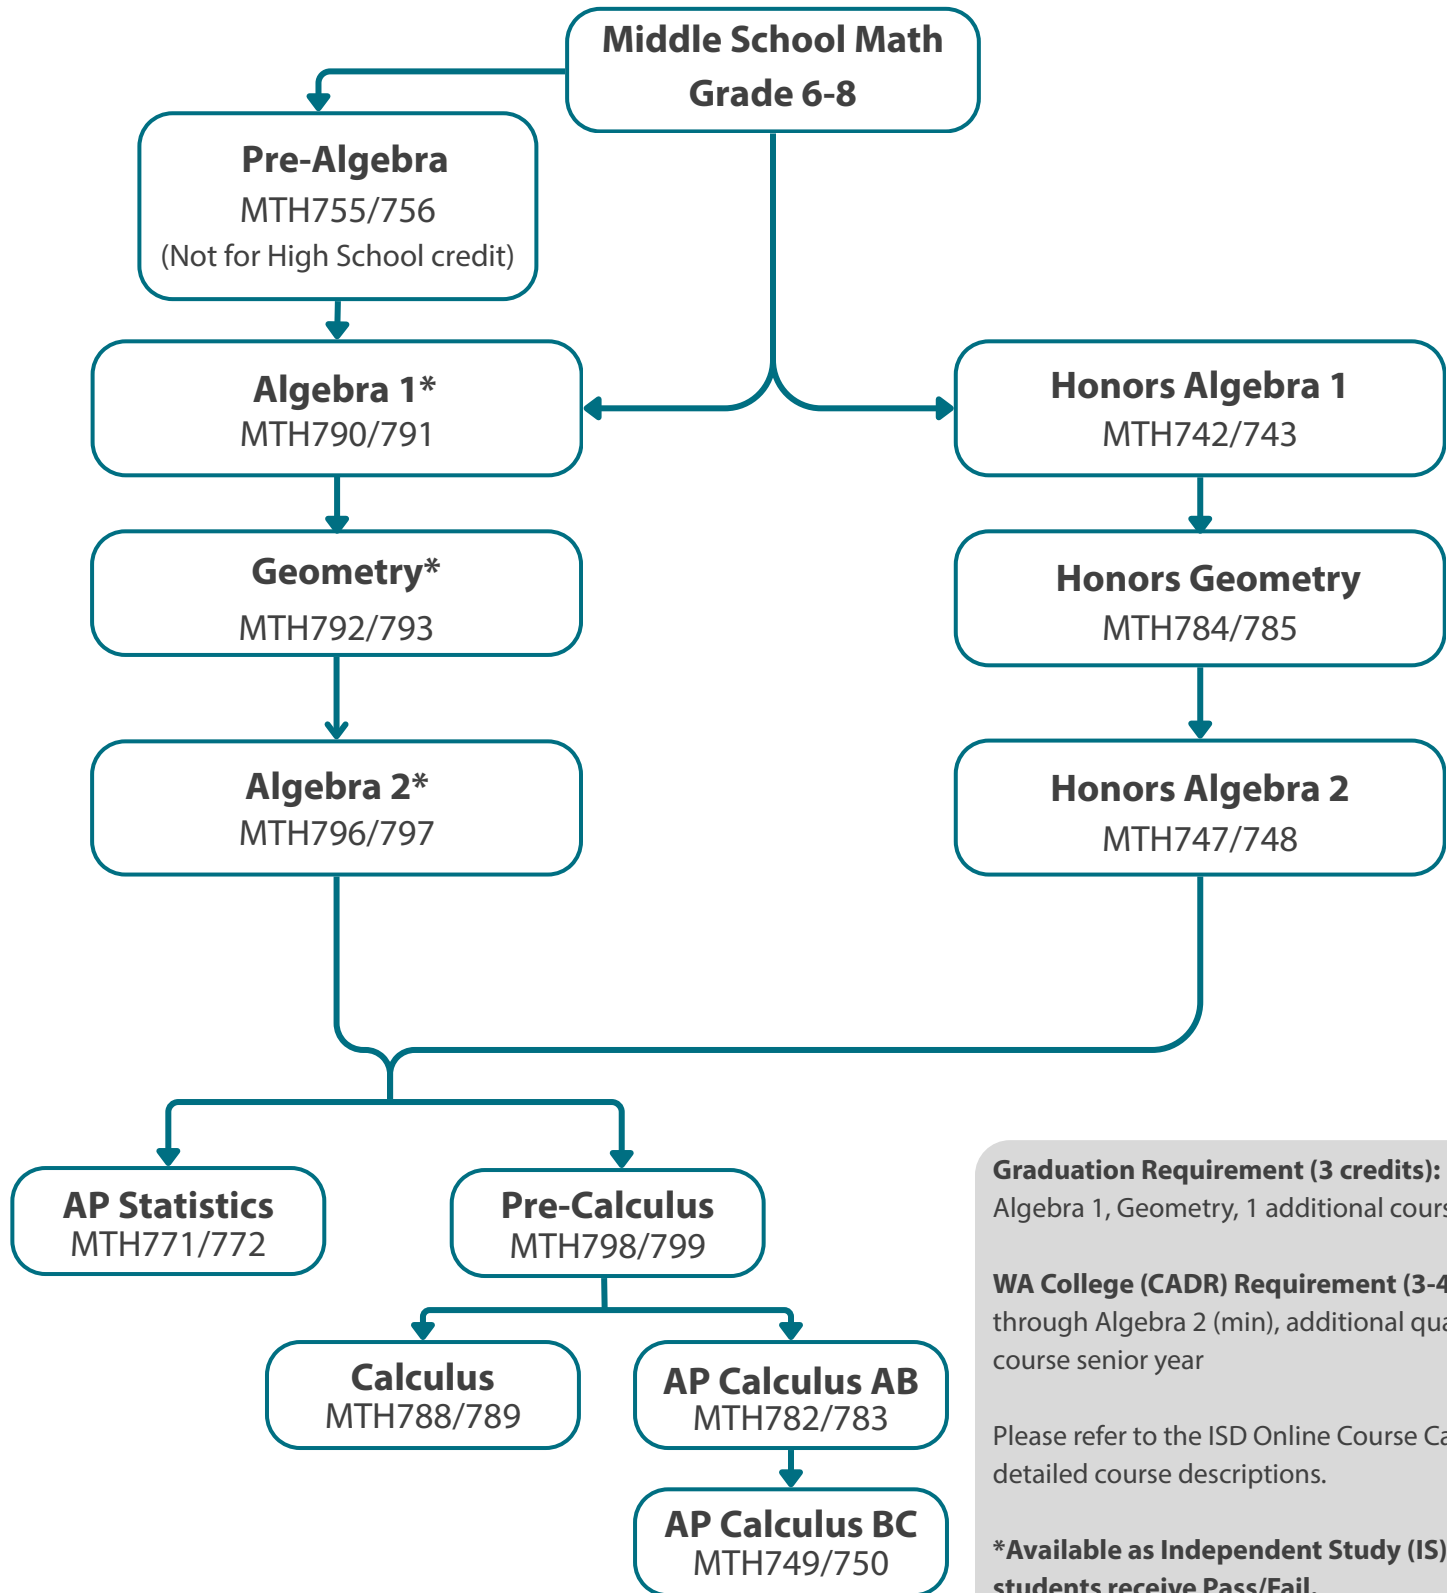 Middle School Math
Grade 6-8
Pre-Algebra
MTH755/756
(Not for High School credit)
Algebra 1*
MTH790/791
Honors Algebra 1
MTH742/743
Geometry*
MTH792/793
Honors Geometry
MTH784/785
Algebra 2*
MTH796/797
Honors Algebra 2
MTH747/748
AP Statistics
MTH771/772
Pre-Calculus
MTH798/799
Calculus
MTH788/789
AP Calculus AB
MTH782/783
AP Calculus BC
MTH749/750
Graduation Requirement (3 credits):
Algebra 1, Geometry, 1 additional
WA College (CADR) Requirement
through Algebra 2 (min), additional
course senior year
Please refer to the ISD Online Course
detailed course descriptions.
*Available as Independent Study (IS)
students receive Pass/Fail.